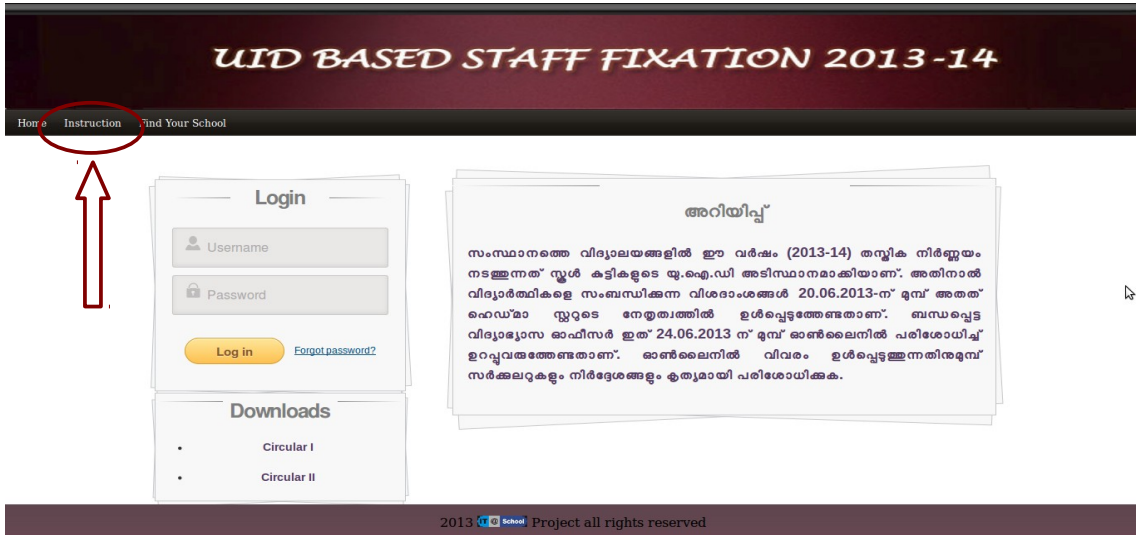 UID BASED STAFF FIXATION 2013-14
Home Instruction Find Your School
Login
Username
Password
Log in Forgot password?
Downloads
• Circular I
• Circular II
അറിയിപ്പ്
സംസ്ഥാനത്തെ വിദ്യാലയങ്ങളിൽ ഈ വർഷം (2013-14) തസ്തിക നിർണ്ണയം
നടത്തുന്നത് സ്കൂൾ കുട്ടികളുടെ യു.ഐ.ഡി അടിസ്ഥാനമാക്കിയാണ്. അതിനാൽ
വിദ്യാർത്ഥികളെ സംബന്ധിക്കുന്ന വിശദാംശങ്ങൾ 20.06.2013-ന് മുമ്പ് അതത്
ഹെഡ്മാ സ്റ്ററുടെ നേതൃത്വത്തിൽ ഉൾപ്പെടുത്തേണ്ടതാണ്. ബന്ധപ്പെട്ട
വിദ്യാഭ്യാസ ഓഫീസർ ഇത് 24.06.2013 ന് മുമ്പ് ഓൺലൈനിൽ പരിശോധിച്ച്
ഉറപ്പുവരുത്തേണ്ടതാണ്. ഓൺലൈനിൽ വിവരം ഉൾപ്പെടുത്തുന്നതിനുമുമ്പ്
സർക്കുലറുകളും നിർദ്ദേശങ്ങളും കൃത്യമായി പരിശോധിക്കുക.
2013 IT @ School Project all rights reserved